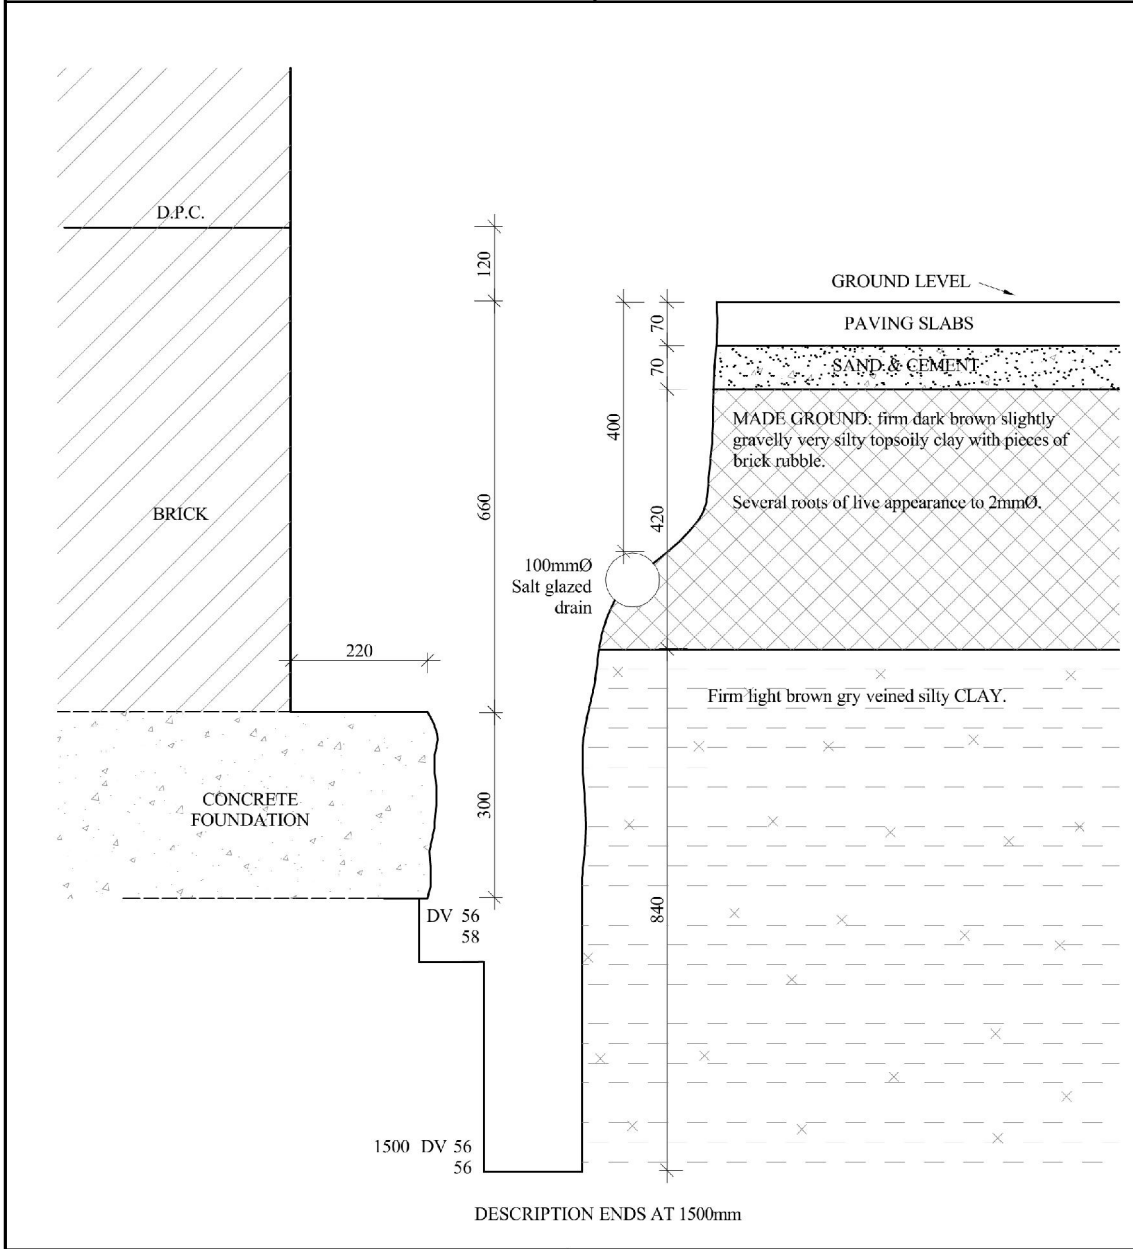 D.P.C.
120
GROUND LEVEL
70
PAVING SLABS
70
SAND & CEMENT
400
MADE GROUND: firm dark brown slightly
gravelly very silty topsoily clay with pieces of
brick rubble.
Several roots of live appearance to 2mmØ.
BRICK
660
420
100mmØ
Salt glazed
drain
220
Firm light brown gry veined silty CLAY.
CONCRETE
FOUNDATION
300
840
DV 56
58
1500 DV 56
56
DESCRIPTION ENDS AT 1500mm